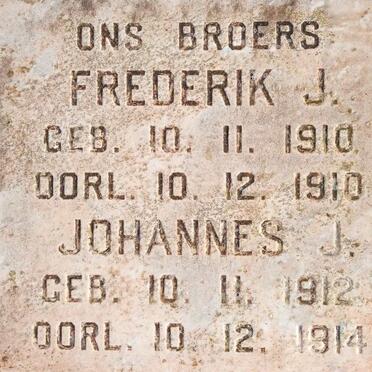 ONS BROERS
FREDERIK J.
GEB. 10. 11. 1910
OORL. 10. 12. 1910
JOHANNES J.
GEB. 10. 11. 1912
OORL. 10. 12. 1914